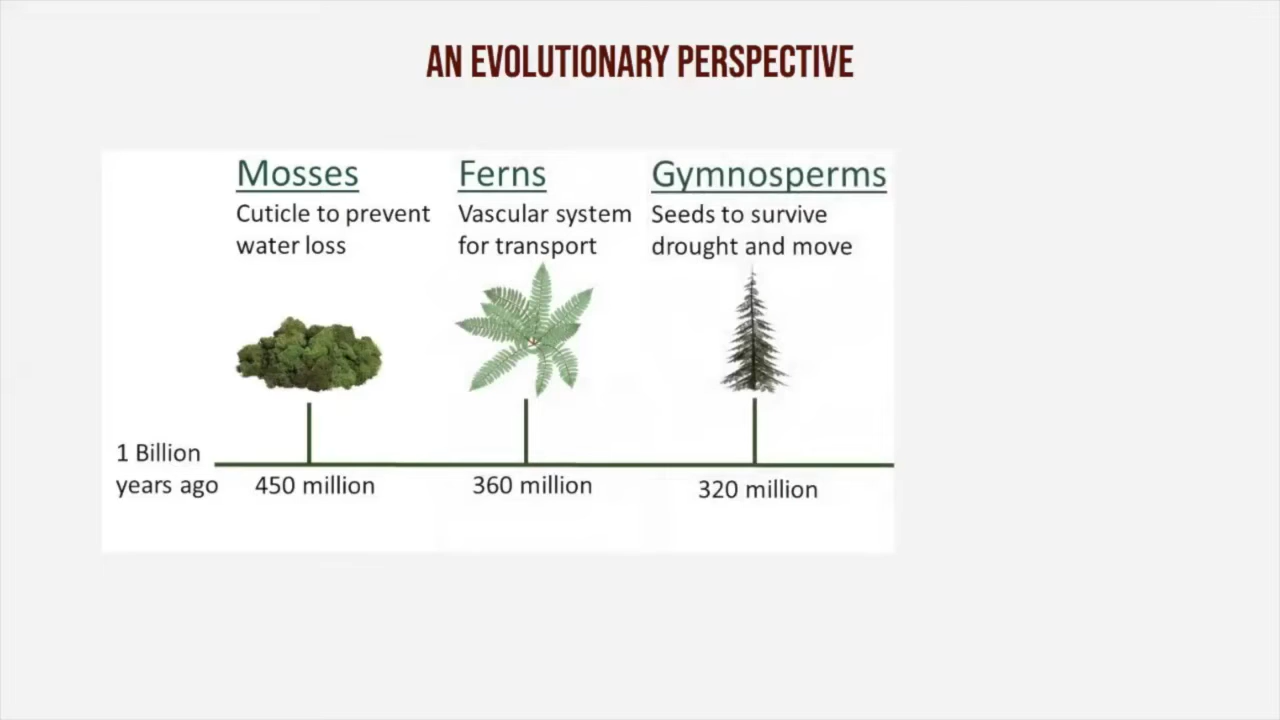 AN EVOLUTIONARY PERSPECTIVE
Mosses
Cuticle to prevent
water loss
Ferns
Vascular system
for transport
Gymnosperms
Seeds to survive
drought and move
1 Billion
years ago
450 million
360 million
320 million